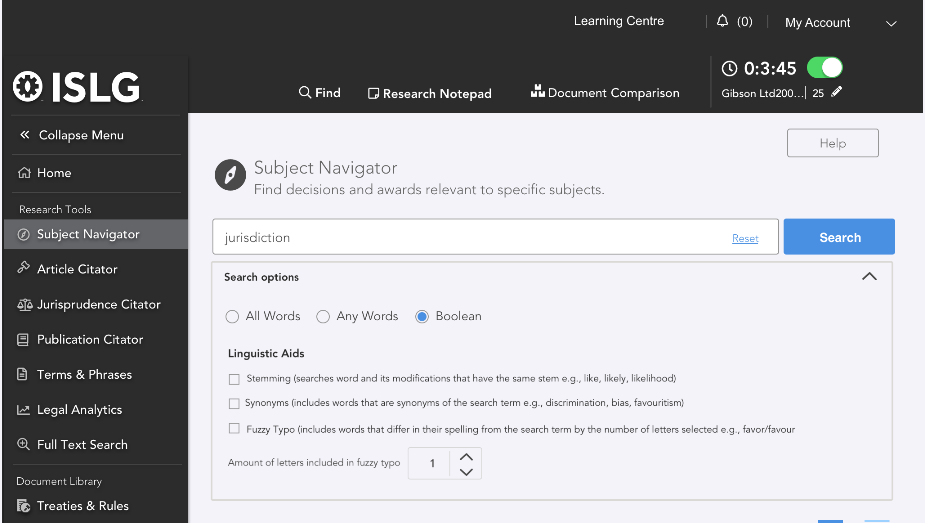 Learning Centre
(0)
My Account
ISLG
Find
Research Notepad
Document Comparison
0:3:45
Gibson Ltd200...| 25
Collapse Menu
Home
Research Tools
Subject Navigator
Article Citator
Jurisprudence Citator
Publication Citator
Terms & Phrases
Legal Analytics
Full Text Search
Document Library
Treaties & Rules
Help
Subject Navigator
Find decisions and awards relevant to specific subjects.
jurisdiction
Reset
Search
Search options
All Words
Any Words
Boolean
Linguistic Aids
Stemming (searches word and its modifications that have the same stem e.g., like, likely, likelihood)
Synonyms (includes words that are synonyms of the search term e.g., discrimination, bias, favouritism)
Fuzzy Typo (includes words that differ in their spelling from the search term by the number of letters selected e.g., favor/favour
Amount of letters included in fuzzy typo
1